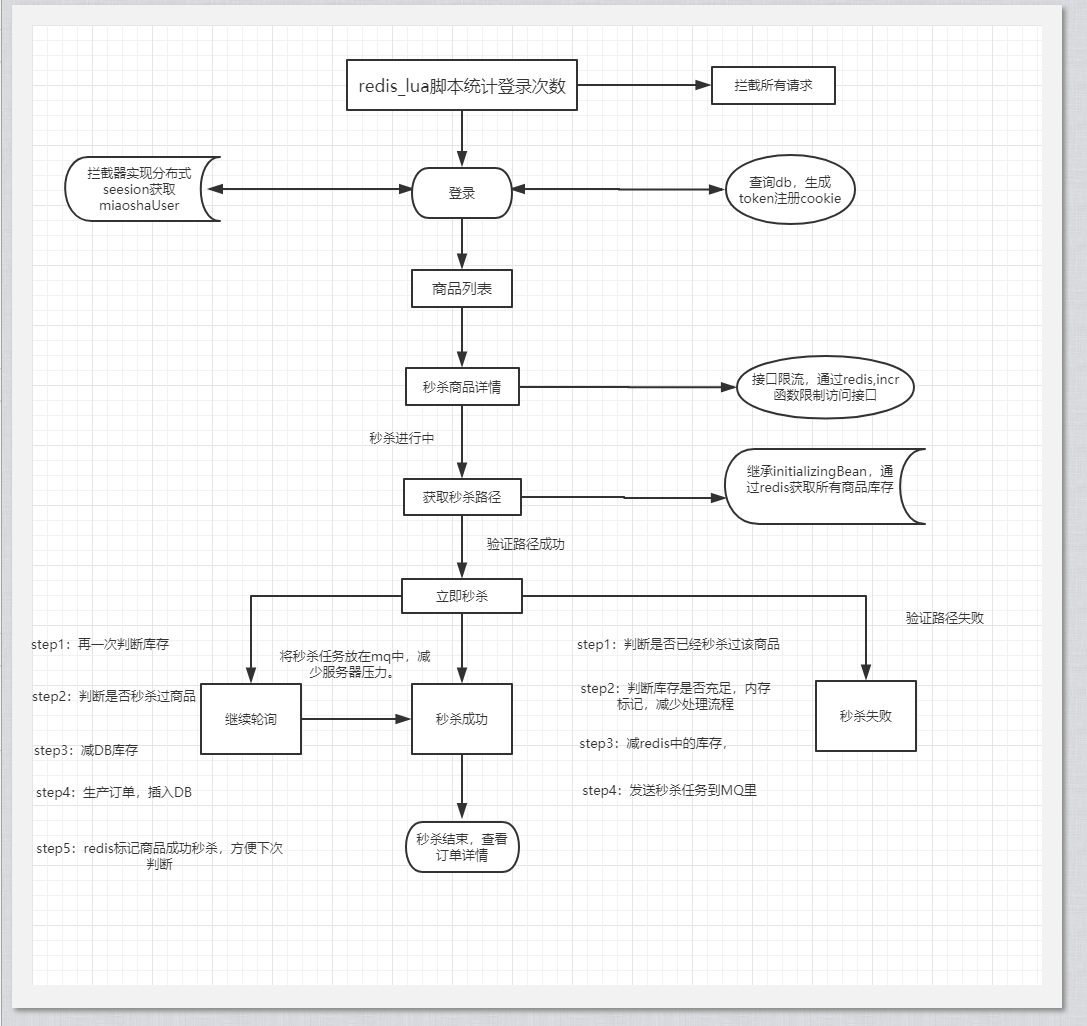 redis_lua脚本统计登录次数
拦截所有请求
拦截器实现分布式
seesion获取
miaoshaUser
登录
查询db，生成
token注册cookie
商品列表
秒杀商品详情
接口限流，通过redis,incr
函数限制访问接口
秒杀进行中
获取秒杀路径
继承initializingBean，通
过redis获取所有商品库存
验证路径成功
立即秒杀
验证路径失败
step1：再一次判断库存
step2：判断是否秒杀过商品
step3：减DB库存
step4：生产订单，插入DB
step5：redis标记商品成功秒杀，方便下次
判断
将秒杀任务放在mq中，减
少服务器压力。
继续轮询
秒杀成功
step1：判断是否已经秒杀过该商品
step2：判断库存是否充足，内存
标记，减少处理流程
step3：减redis中的库存，
step4：发送秒杀任务到MQ里
秒杀失败
秒杀结束，查看
订单详情